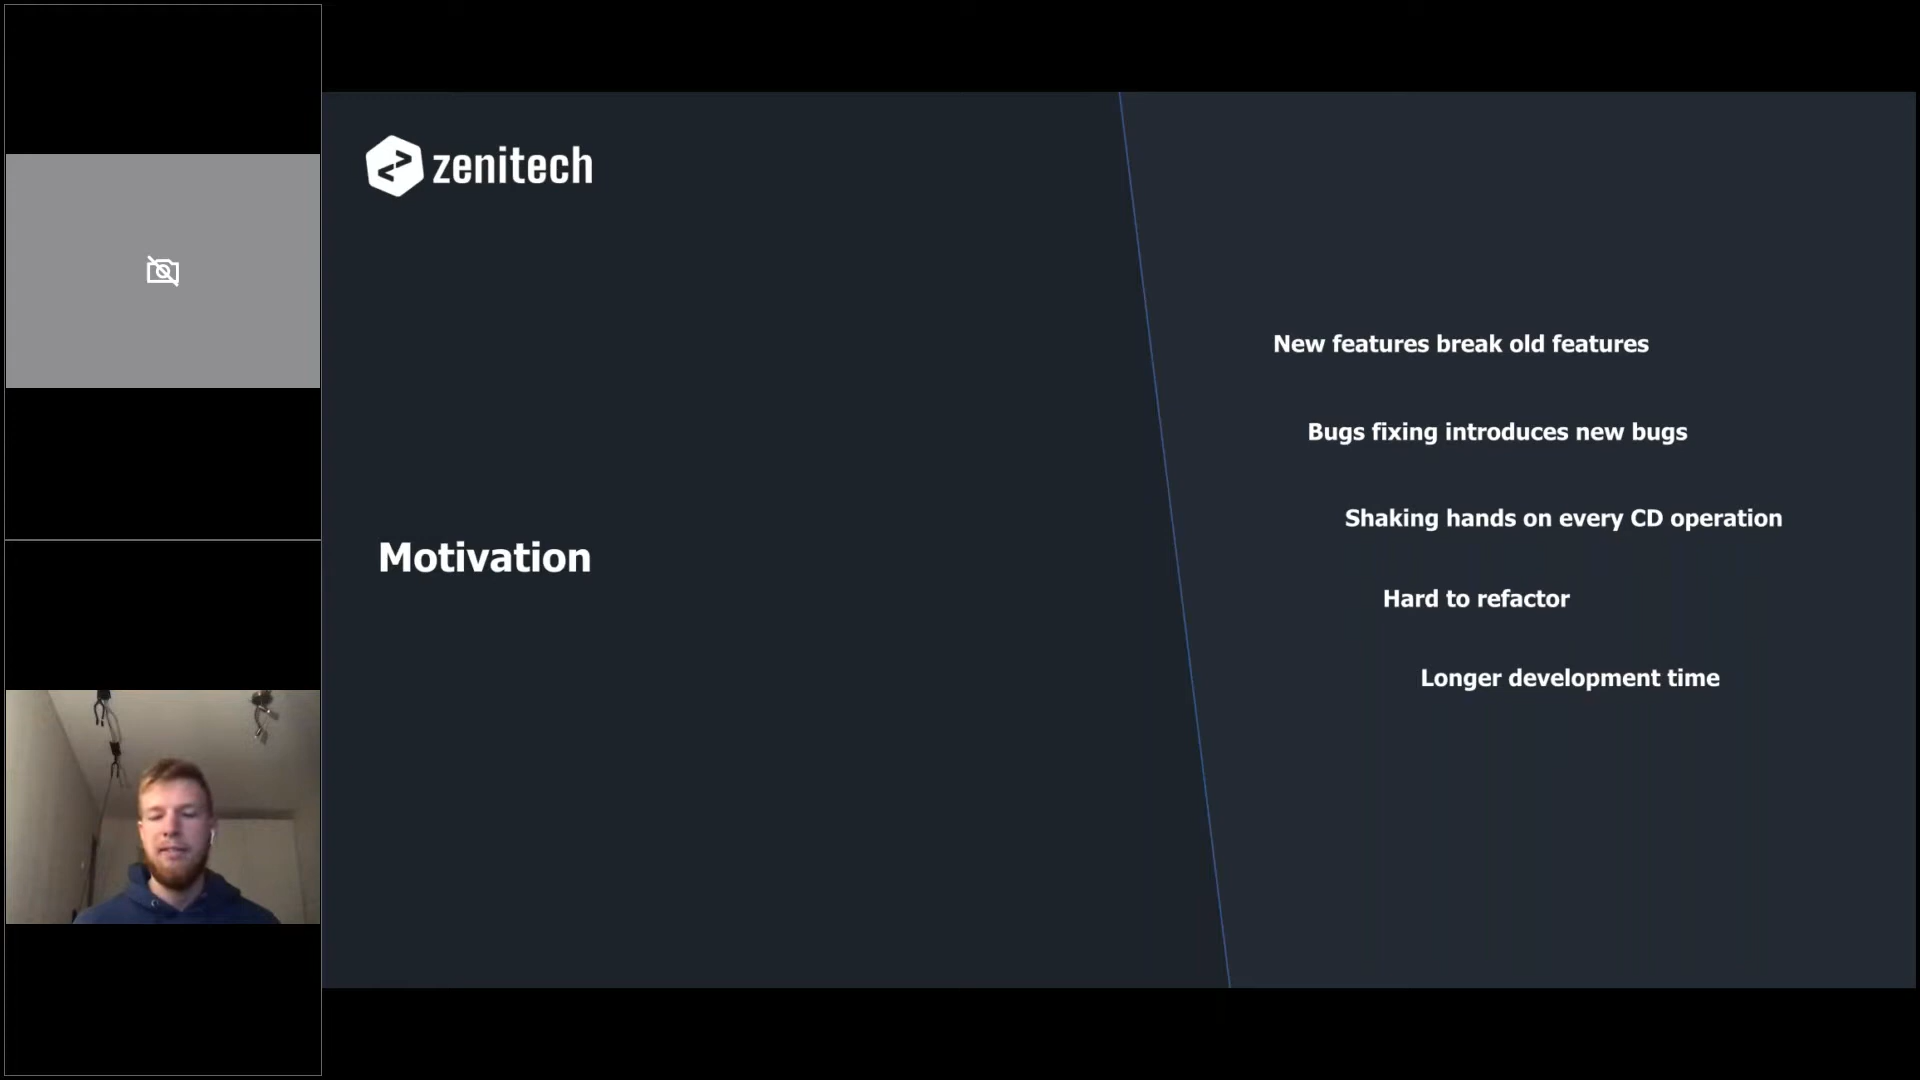 zenitech
Motivation
New features break old features
Bugs fixing introduces new bugs
Shaking hands on every CD operation
Hard to refactor
Longer development time